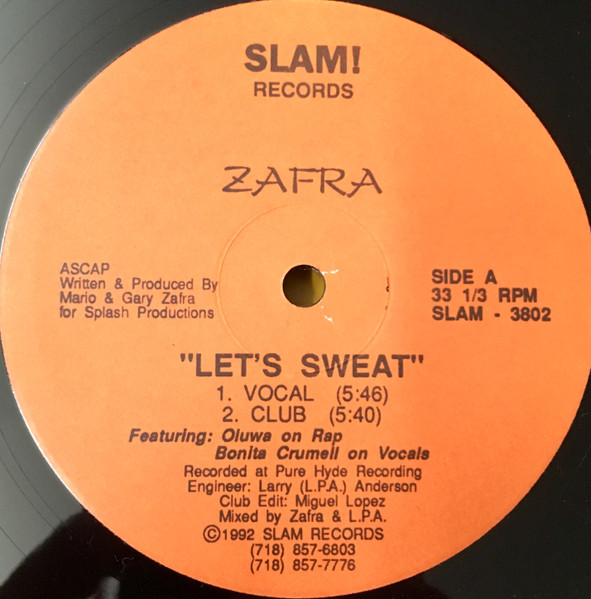 SLAM!
RECORDS
ZAFRA
ASCAP
Written & Produced By
Mario & Gary Zafra
for Splash Productions
SIDE A
33 1/3 RPM
SLAM - 3802
"LET'S SWEAT"
1. VOCAL (5:46)
2. CLUB (5:40)
Featuring: Oluwa on Rap
Bonita Crumell on Vocals
Recorded at Pure Hyde Recording
Engineer: Larry (L.P.A.) Anderson
Club Edit: Miguel Lopez
Mixed by Zafra & L.P.A.
©1992 SLAM RECORDS
(718) 857-6803
(718) 857-7776